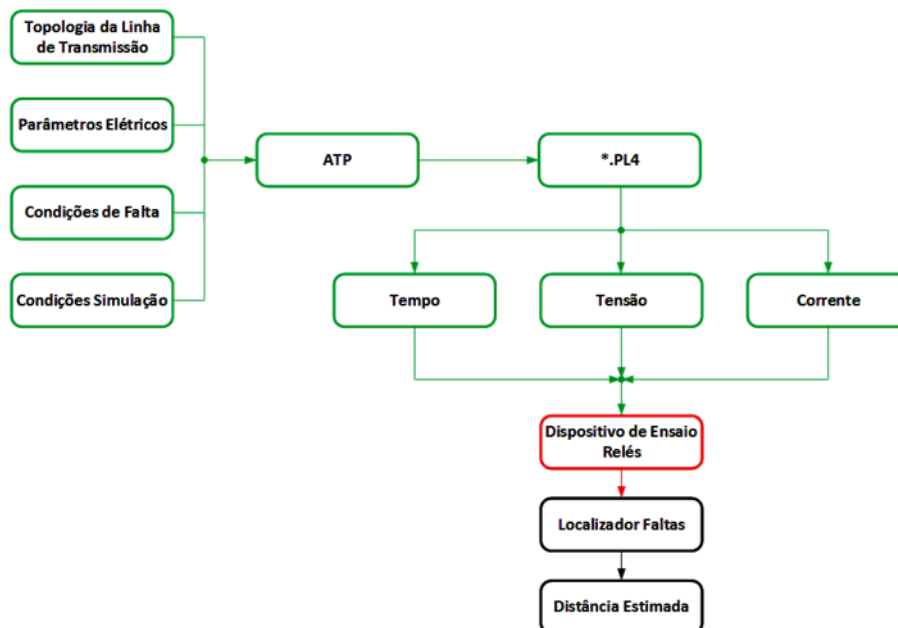 Topologia da Linha
de Transmissão
Parâmetros Elétricos
ATP
*.PL4
Condições de Falta
Condições Simulação
Tempo
Tensão
Corrente
Dispositivo de Ensaio
Relés
Localizador Faltas
Distância Estimada